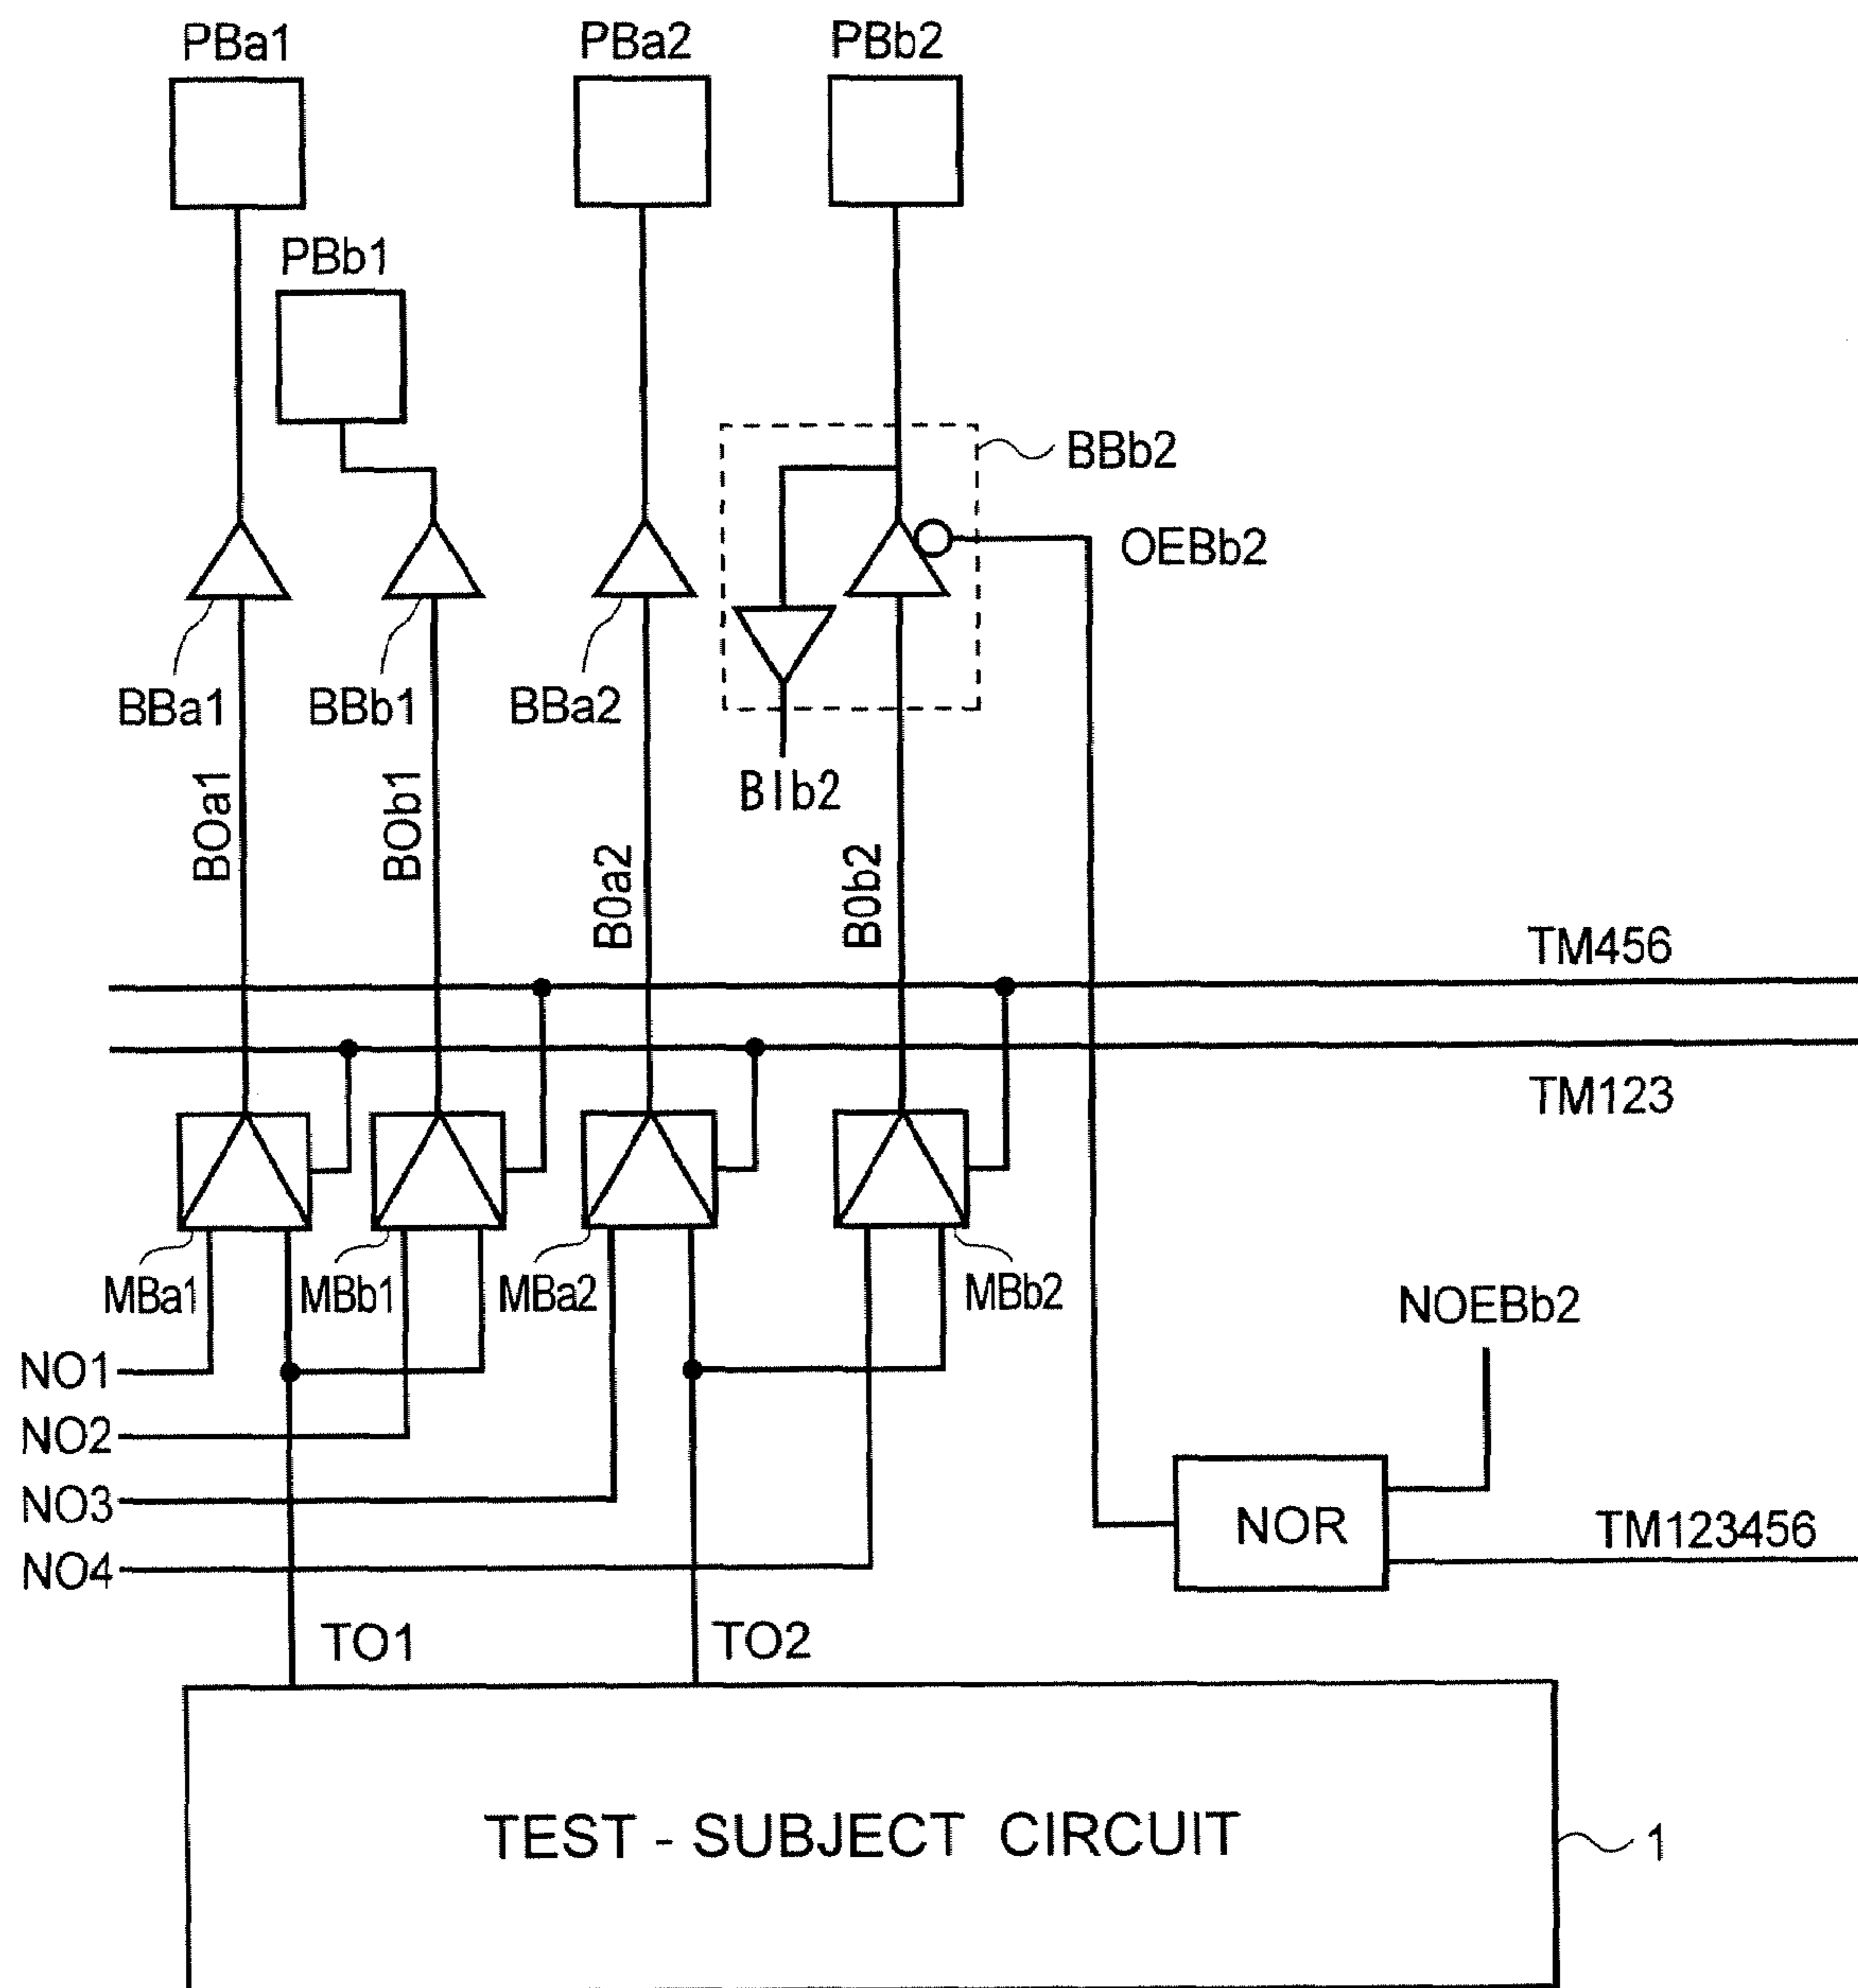 PBa1
PBa2
PBb2
PBb1
BBb2
OEBb2
BBa1
BBb1
BBa2
BIb2
BOa1
BOb1
B0a2
B0b2
TM456
TM123
MBa1
MBb1
MBa2
MBb2
NOEBb2
NO1
NO2
NO3
NO4
NOR
TM123456
TO1
TO2
TEST - SUBJECT CIRCUIT
1